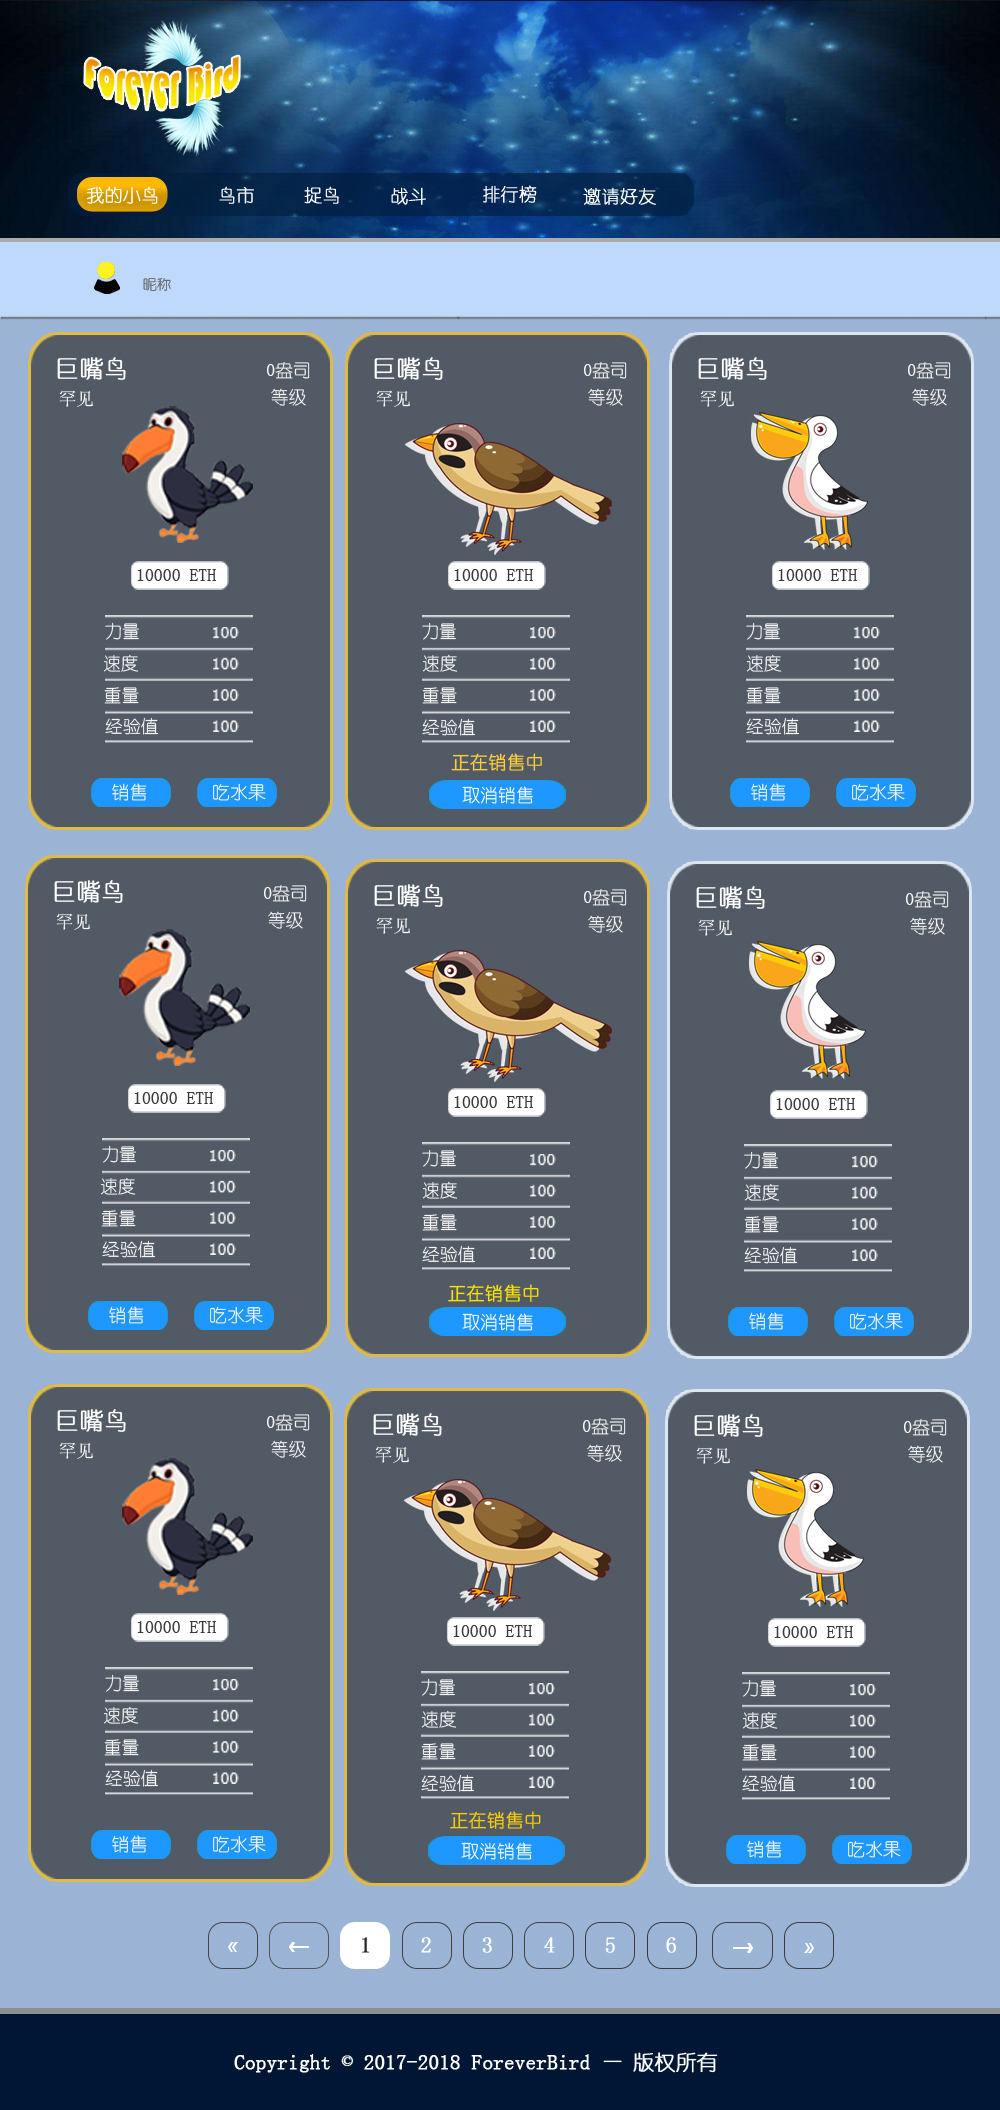 Forever Bird
我的小鸟 鸟市 捉鸟 战斗 排行榜 邀请好友
昵称
巨嘴鸟 0盎司
罕见 等级
10000 ETH
力量 100
速度 100
重量 100
经验值 100
销售 吃水果
巨嘴鸟 0盎司
罕见 等级
10000 ETH
力量 100
速度 100
重量 100
经验值 100
正在销售中
取消销售
巨嘴鸟 0盎司
罕见 等级
10000 ETH
力量 100
速度 100
重量 100
经验值 100
销售 吃水果
巨嘴鸟 0盎司
罕见 等级
10000 ETH
力量 100
速度 100
重量 100
经验值 100
销售 吃水果
巨嘴鸟 0盎司
罕见 等级
10000 ETH
力量 100
速度 100
重量 100
经验值 100
正在销售中
取消销售
巨嘴鸟 0盎司
罕见 等级
10000 ETH
力量 100
速度 100
重量 100
经验值 100
销售 吃水果
巨嘴鸟 0盎司
罕见 等级
10000 ETH
力量 100
速度 100
重量 100
经验值 100
销售 吃水果
巨嘴鸟 0盎司
罕见 等级
10000 ETH
力量 100
速度 100
重量 100
经验值 100
正在销售中
取消销售
巨嘴鸟 0盎司
罕见 等级
10000 ETH
力量 100
速度 100
重量 100
经验值 100
销售 吃水果
« ← 1 2 3 4 5 6 → »
Copyright © 2017-2018 ForeverBird — 版权所有